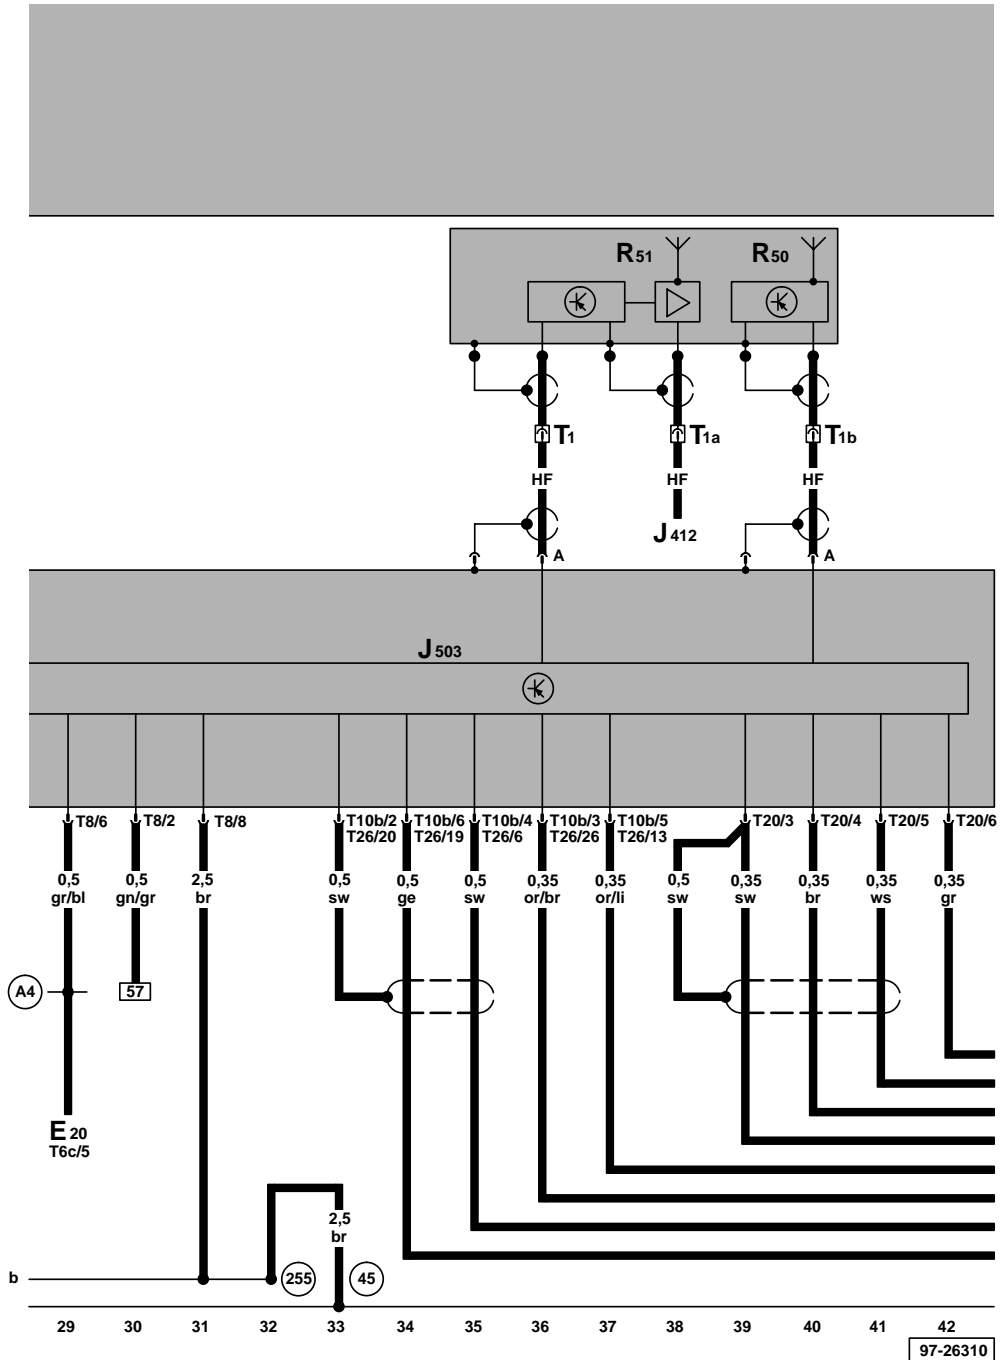 R51 R50
T1 T1a T1b
HF HF HF
J412
A A
J503
T8/6 T8/2 T8/8 T10b/2 T10b/6 T10b/4 T10b/3 T10b/5 T20/3 T20/4 T20/5 T20/6
T26/20 T26/19 T26/6 T26/26 T26/13
0,5 0,5 2,5 0,5 0,5 0,5 0,35 0,35 0,5 0,35 0,35 0,35 0,35
gr/bl gn/gr br sw ge sw or/br or/li sw sw br ws gr
A4 57
E20
T6c/5
2,5
br
b 255 45
29 30 31 32 33 34 35 36 37 38 39 40 41 42
97-26310